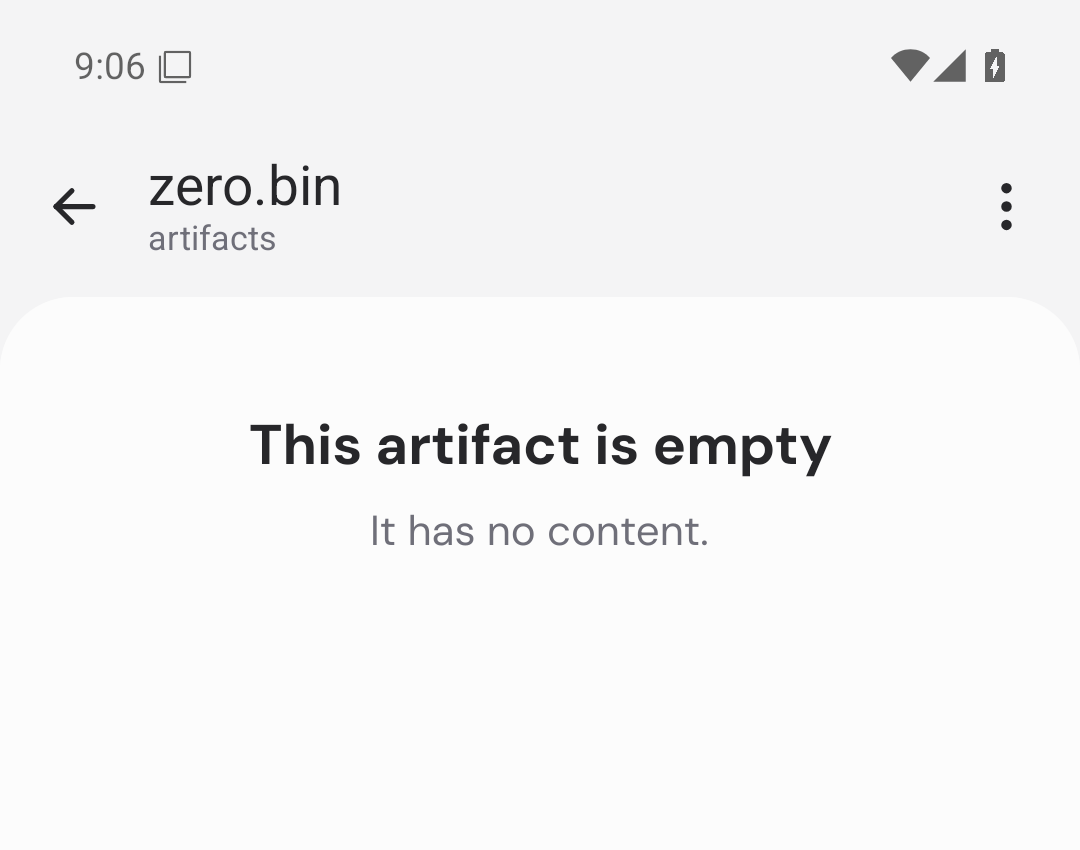 9:06
zero.bin
artifacts
This artifact is empty
It has no content.